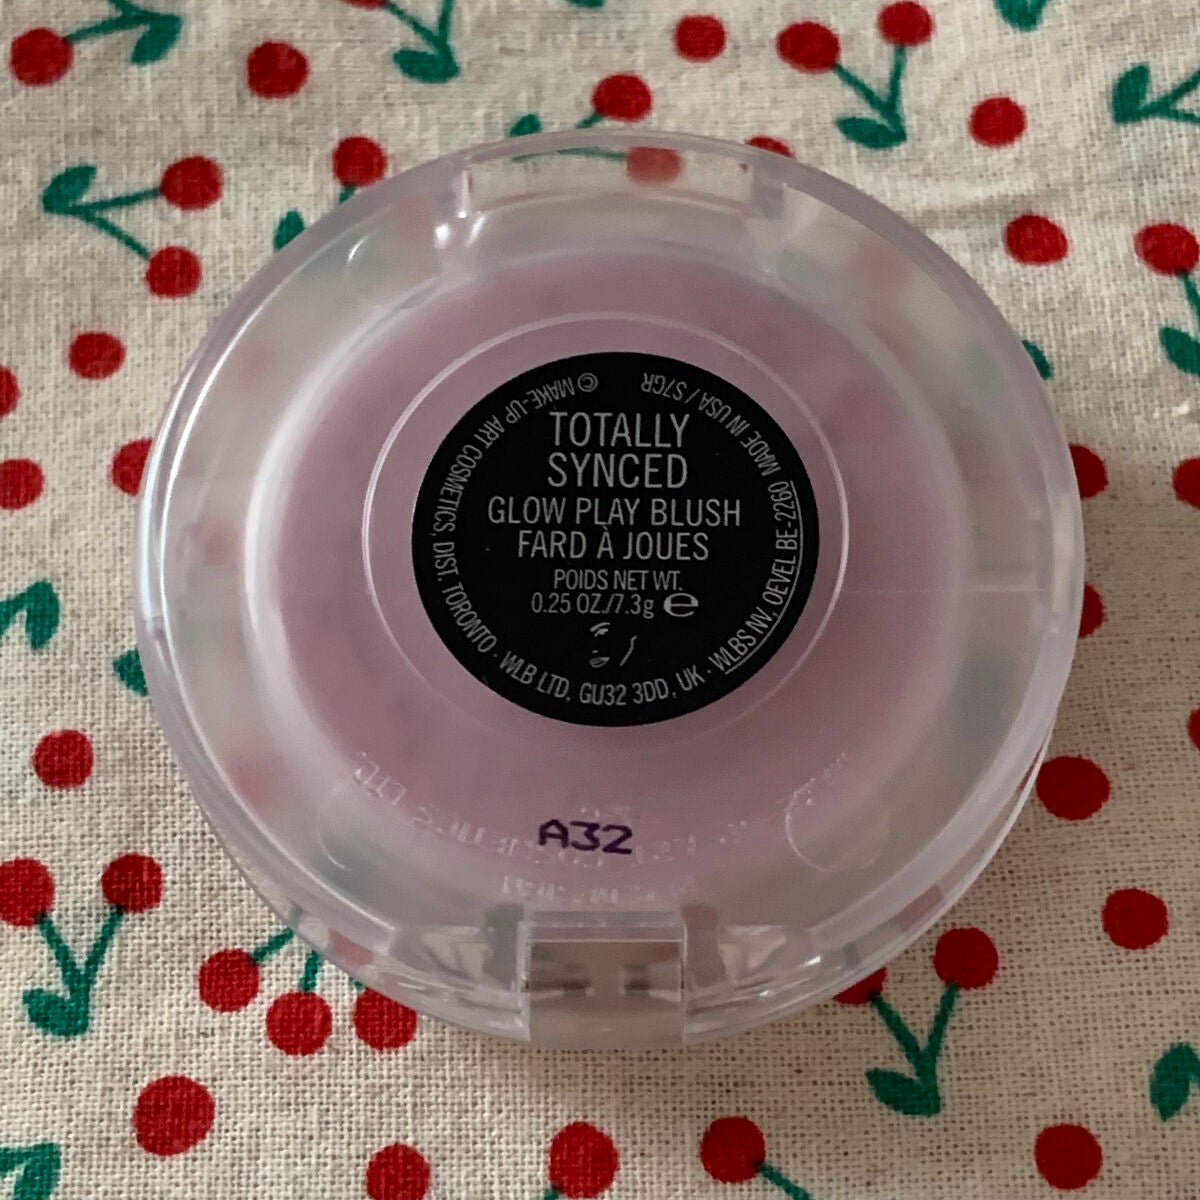 TOTALLY
SYNCED
GLOW PLAY BLUSH
FARD À JOUES
POIDS NET WT.
0.25 OZ./7.3g ℮
© MAKE-UP ART COSMETICS, DIST. TORONTO · WLB LTD, GU32 3DD, UK · WLBS NV, OEVEL BE-2260 MADE IN USA / S7GR
A32